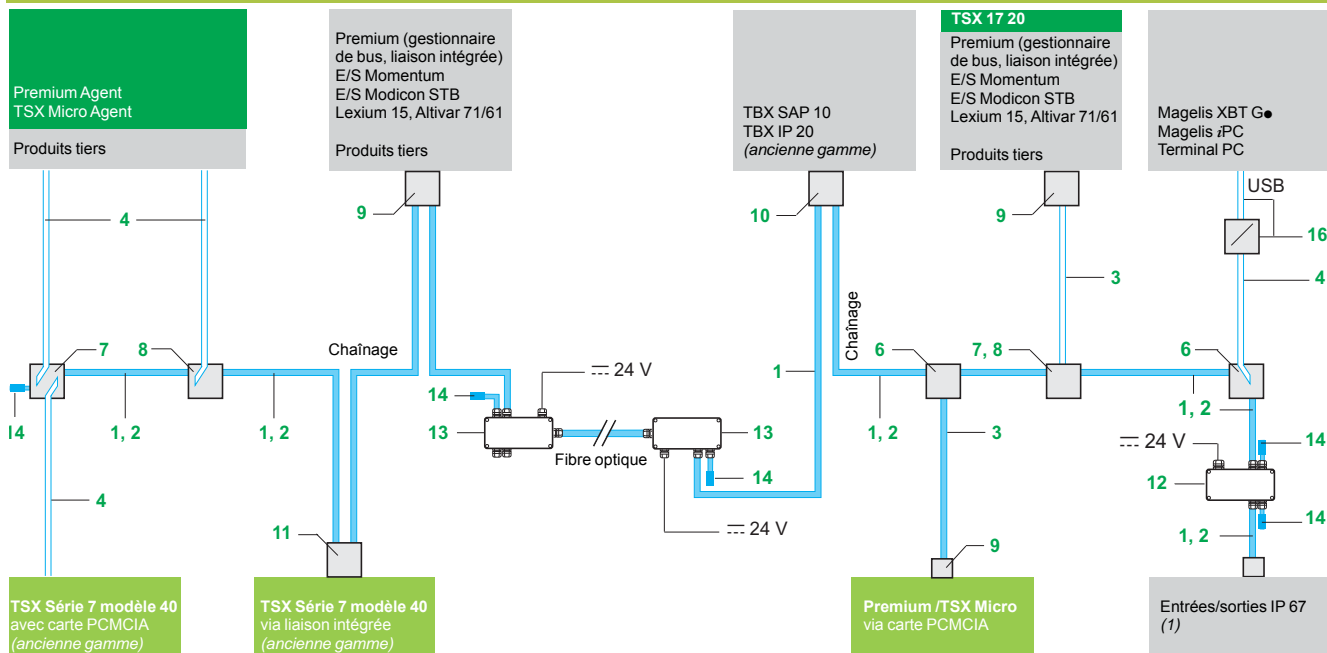 Premium Agent
TSX Micro Agent
Produits tiers
Premium (gestionnaire
de bus, liaison intégrée)
E/S Momentum
E/S Modicon STB
Lexium 15, Altivar 71/61
Produits tiers
TBX SAP 10
TBX IP 20
(ancienne gamme)
TSX 17 20
Premium (gestionnaire
de bus, liaison intégrée)
E/S Momentum
E/S Modicon STB
Lexium 15, Altivar 71/61
Produits tiers
Magelis XBT G●
Magelis iPC
Terminal PC
USB
4
9
10
9
16
3
4
7
8
Chaînage
Chaînage
6
7, 8
6
14
1, 2
1, 2
14
24 V
1
1, 2
1, 2
13
13
3
Fibre optique
14
24 V
24 V
14
12
14
1, 2
4
11
9
TSX Série 7 modèle 40
avec carte PCMCIA
(ancienne gamme)
TSX Série 7 modèle 40
via liaison intégrée
(ancienne gamme)
Premium /TSX Micro
via carte PCMCIA
Entrées/sorties IP 67
(1)